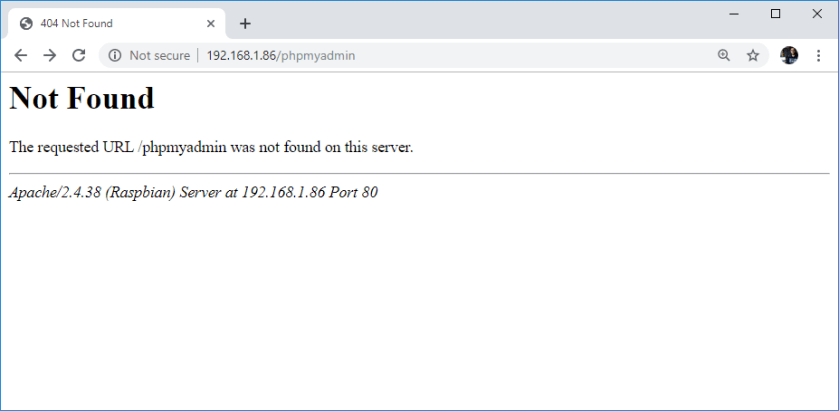 404 Not Found
Not secure 192.168.1.86/phpmyadmin
Not Found
The requested URL /phpmyadmin was not found on this server.
Apache/2.4.38 (Raspbian) Server at 192.168.1.86 Port 80